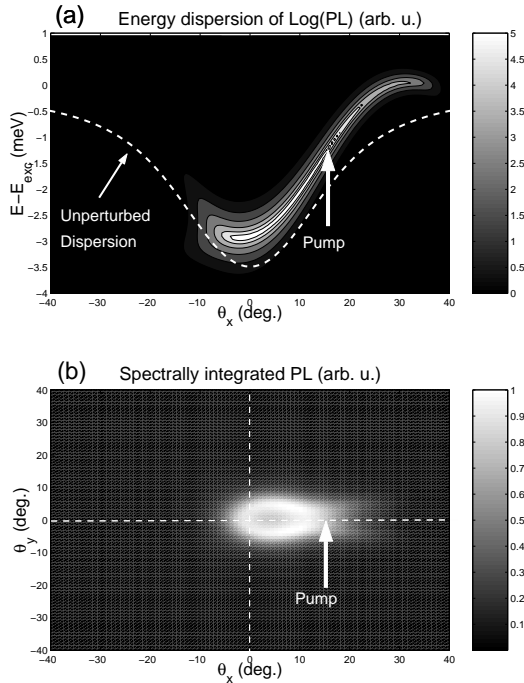 (a)
Energy dispersion of Log(PL) (arb. u.)
E−E_exc (meV)
0.5
0
−0.5
−1
−1.5
−2
−2.5
−3
−3.5
−4
Unperturbed
Dispersion
Pump
−40 −30 −20 −10 0 10 20 30 40
θ_x (deg.)
5
4.5
4
3.5
3
2.5
2
1.5
1
0.5
0
(b)
Spectrally integrated PL (arb. u.)
θ_y (deg.)
40
30
20
10
0
−10
−20
−30
−40
Pump
−40 −30 −20 −10 0 10 20 30 40
θ_x (deg.)
1
0.9
0.8
0.7
0.6
0.5
0.4
0.3
0.2
0.1